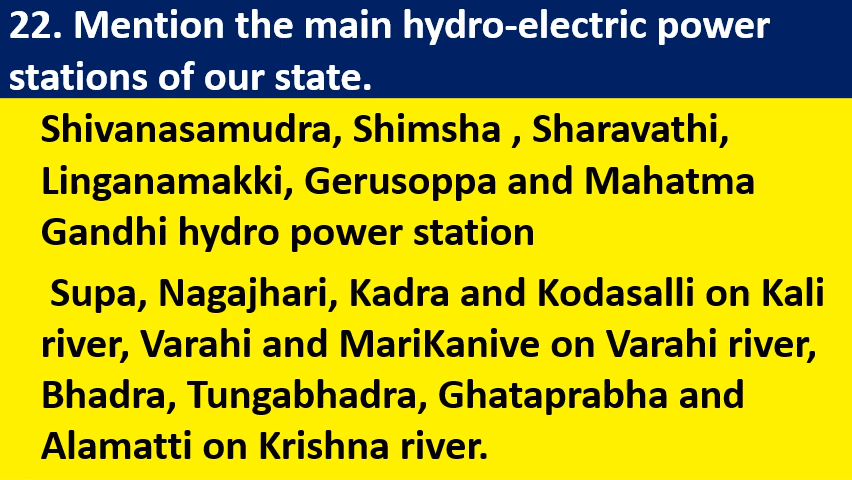 22. Mention the main hydro-electric power
stations of our state.
Shivanasamudra, Shimsha , Sharavathi,
Linganamakki, Gerusoppa and Mahatma
Gandhi hydro power station
Supa, Nagajhari, Kadra and Kodasalli on Kali
river, Varahi and MariKanive on Varahi river,
Bhadra, Tungabhadra, Ghataprabha and
Alamatti on Krishna river.